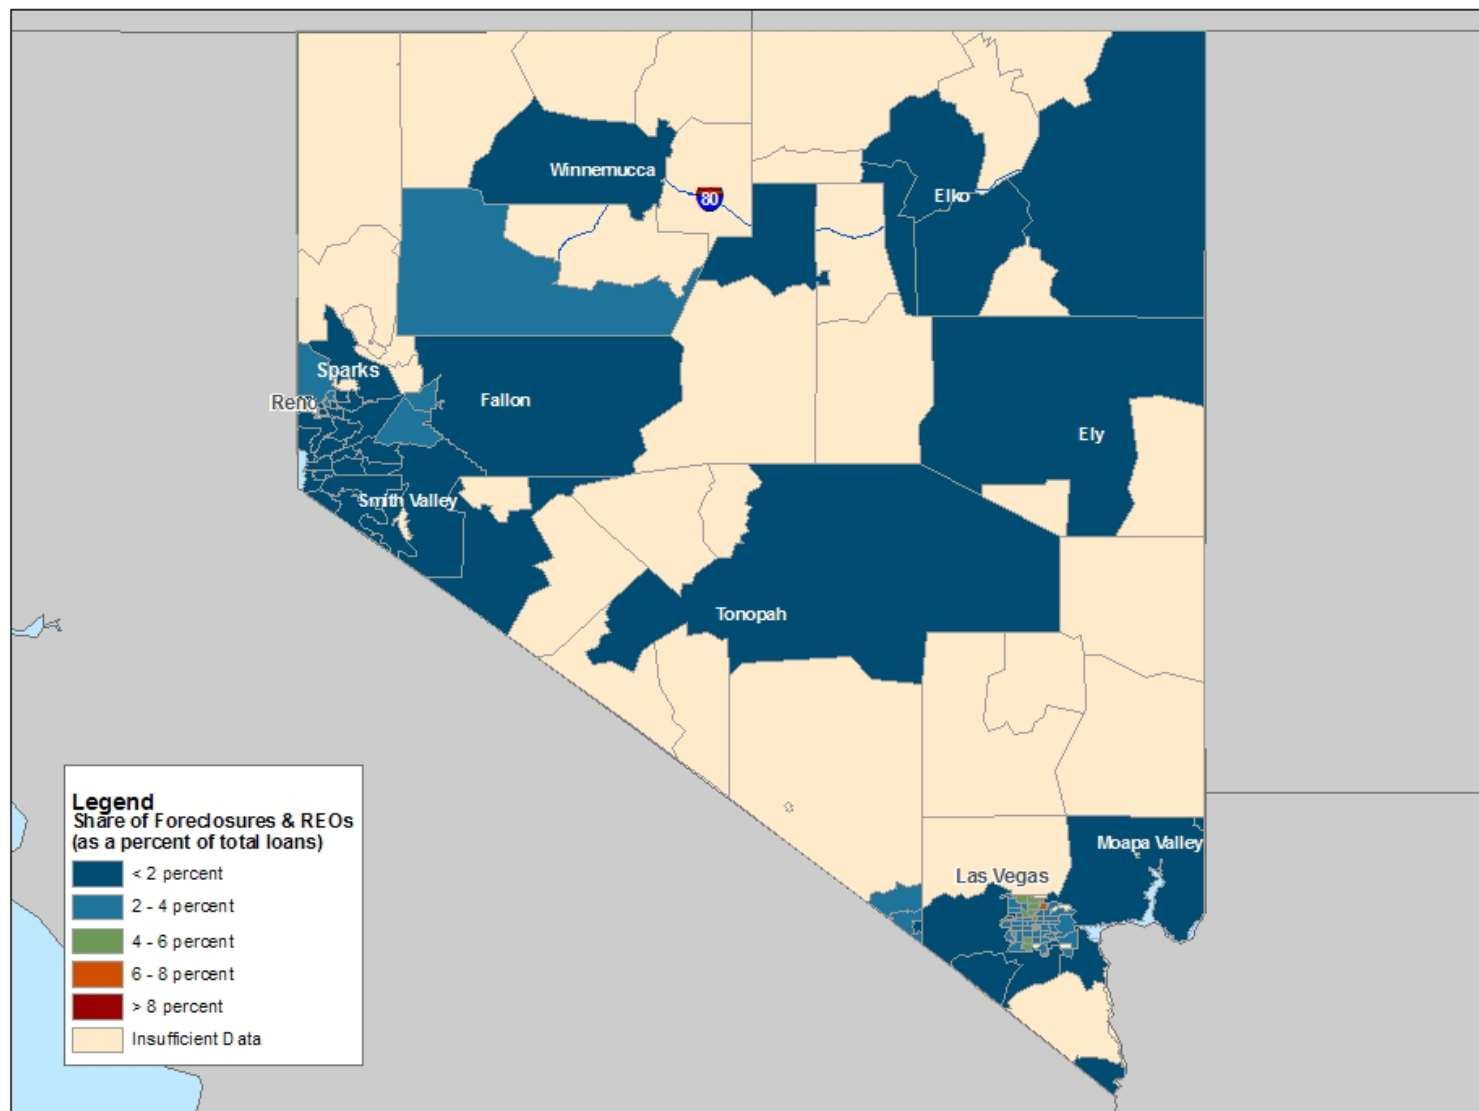 Winnemucca
80
Elko
Sparks
Reno
Fallon
Ely
Smith Valley
Tonopah
Moapa Valley
Las Vegas
Legend
Share of Foreclosures & REOs
(as a percent of total loans)
< 2 percent
2 - 4 percent
4 - 6 percent
6 - 8 percent
> 8 percent
Insufficient Data